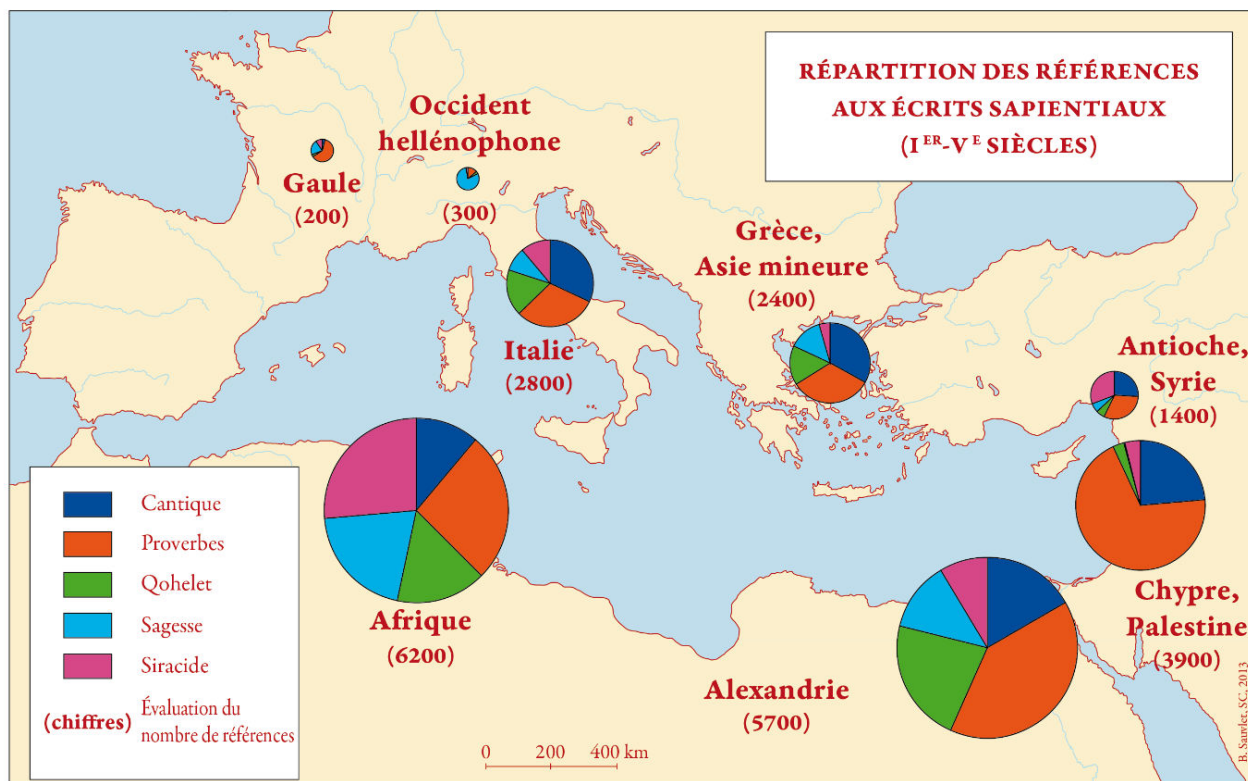 RÉPARTITION DES RÉFÉRENCES
AUX ÉCRITS SAPIENTIAUX
(IER-VE SIÈCLES)
Occident
hellénophone
(300)
Gaule
(200)
Grèce,
Asie mineure
(2400)
Italie
(2800)
Antioche,
Syrie
(1400)
Afrique
(6200)
Chypre,
Palestine
(3900)
Alexandrie
(5700)
Cantique
Proverbes
Qohelet
Sagesse
Siracide
(chiffres) Évaluation du
nombre de références
0 200 400 km
B. Sauvlet, SC, 2013